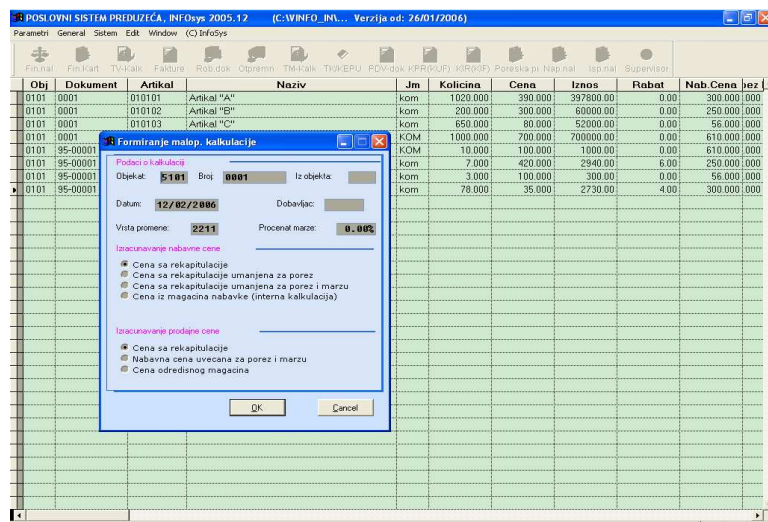 POSLOVNI SISTEM PREDUZEĆA, INFOsys 2005.12 (C:\INFO_IN\... Verzija od: 26/01/2006)
Parametri General Sistem Edit Window (C) InfoSys
Fin.nal Fin.Kart TV-Kalk Fakture Rob.dok Otpremn TM-Kalk TK/KEPU PDV-dok KPR(KUF) KIR(KIF) Poreska pr Nap.nal Isp.nal Supervisor
Obj Dokument Artikal Naziv Jm Kolicina Cena Iznos Rabat Nab.Cena
0101 0001 010101 Artikal "A" kom 1020.000 390.000 397800.00 0.00 300.000 .000
0101 0001 010102 Artikal "B" kom 200.000 300.000 60000.00 0.00 250.000 .000
0101 0001 010103 Artikal "C" kom 650.000 80.000 52000.00 0.00 56.000 .000
0101 0001 KOM 1000.000 700.000 700000.00 0.00 610.000 .000
0101 95-00001 KOM 10.000 100.000 1000.00 0.00 610.000 .000
0101 95-00001 kom 7.000 420.000 2940.00 6.00 250.000 .000
0101 95-00001 kom 3.000 100.000 300.00 0.00 56.000 .000
0101 95-00001 kom 78.000 35.000 2730.00 4.00 300.000 .000
Formiranje malop. kalkulacije
Podaci o kalkulaciji
Objekat: 5101 Broj: 0001 Iz objekta:
Datum: 12/02/2006 Dobavljac:
Vrsta promene: 2211 Procenat marze: 0.00%
Izracunavanje nabavne cene
Cena sa rekapitulacije
Cena sa rekapitulacije umanjena za porez
Cena sa rekapitulacije umanjena za porez i marzu
Cena iz magacina nabavke (interna kalkulacija)
Izracunavanje prodajne cene
Cena sa rekapitulacije
Nabavna cena uvecana za porez i marzu
Cena odredisnog magacina
OK Cancel